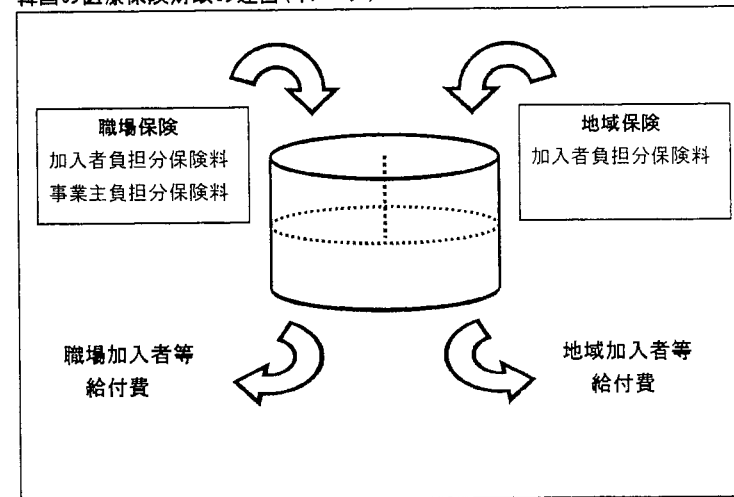 職場保険
加入者負担分保険料
事業主負担分保険料
地域保険
加入者負担分保険料
職場加入者等
給付費
地域加入者等
給付費